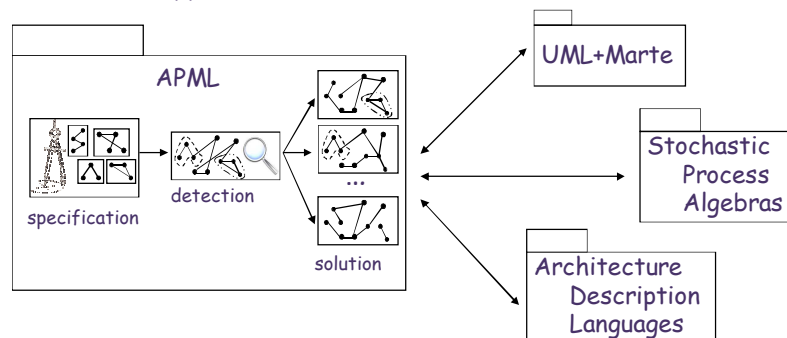 APML
specification
detection
...
solution
UML+Marte
Stochastic
Process
Algebras
Architecture
Description
Languages